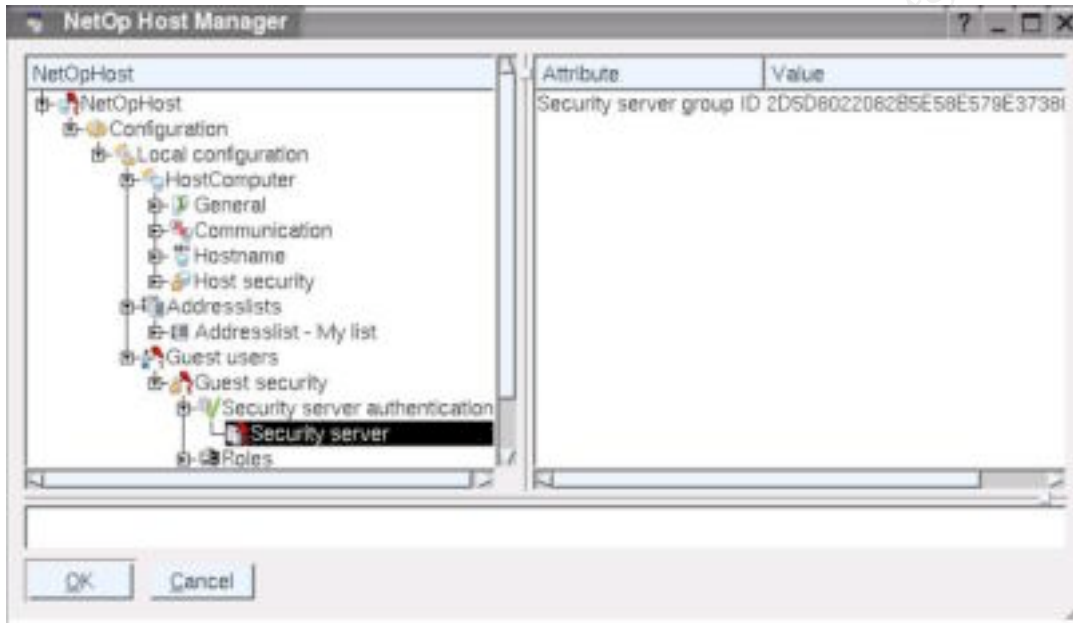 NetOp Host Manager
NetOpHost
Attribute Value
NetOpHost
Security server group ID
Configuration
Local configuration
HostComputer
General
Communication
Hostname
Host security
Addresslists
Addresslist - My list
Guest users
Guest security
Security server authentication
Security server
Roles
OK Cancel